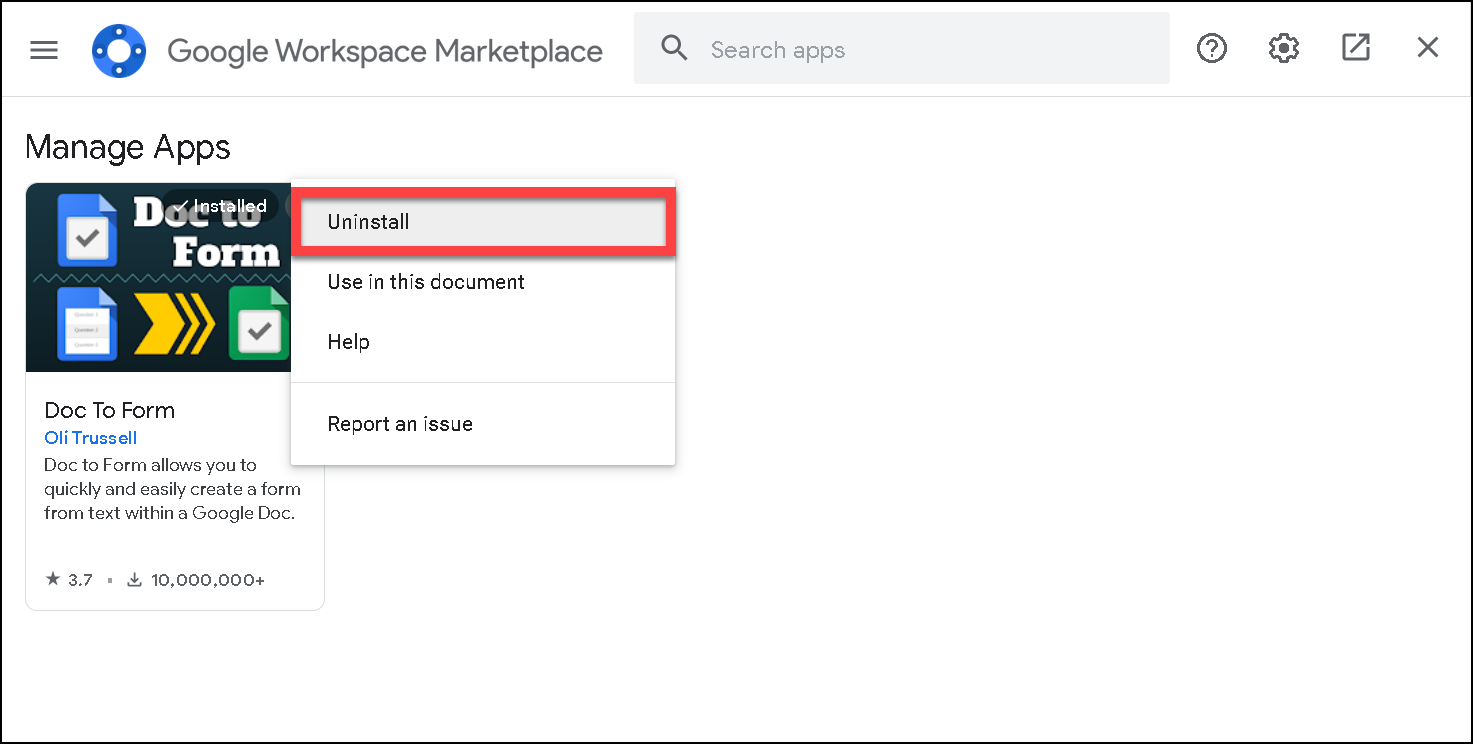 Google Workspace Marketplace
Search apps
Manage Apps
Installed
Doc to
Form
Question 1
Question 2
Question 3
Uninstall
Use in this document
Help
Report an issue
Doc To Form
Oli Trussell
Doc to Form allows you to
quickly and easily create a form
from text within a Google Doc.
3.7
10,000,000+